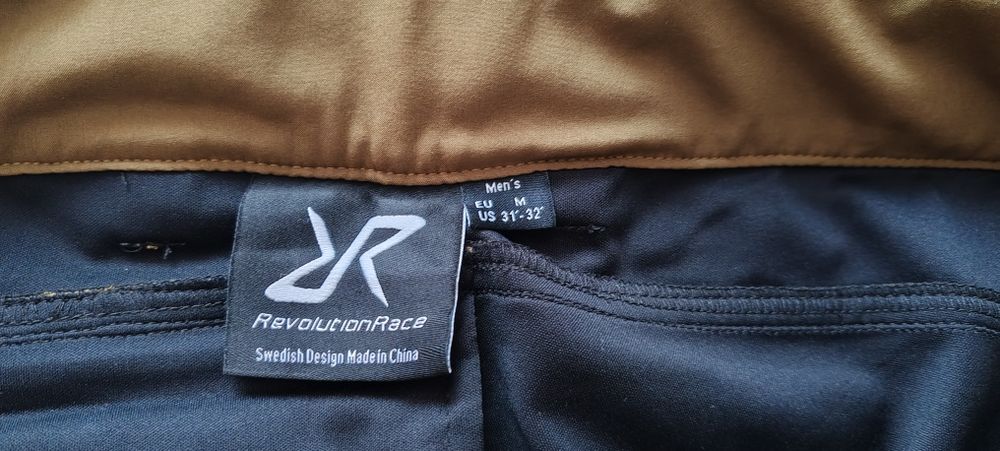 Men´s
EU M
US 31´-32´
RevolutionRace
Swedish Design Made in China